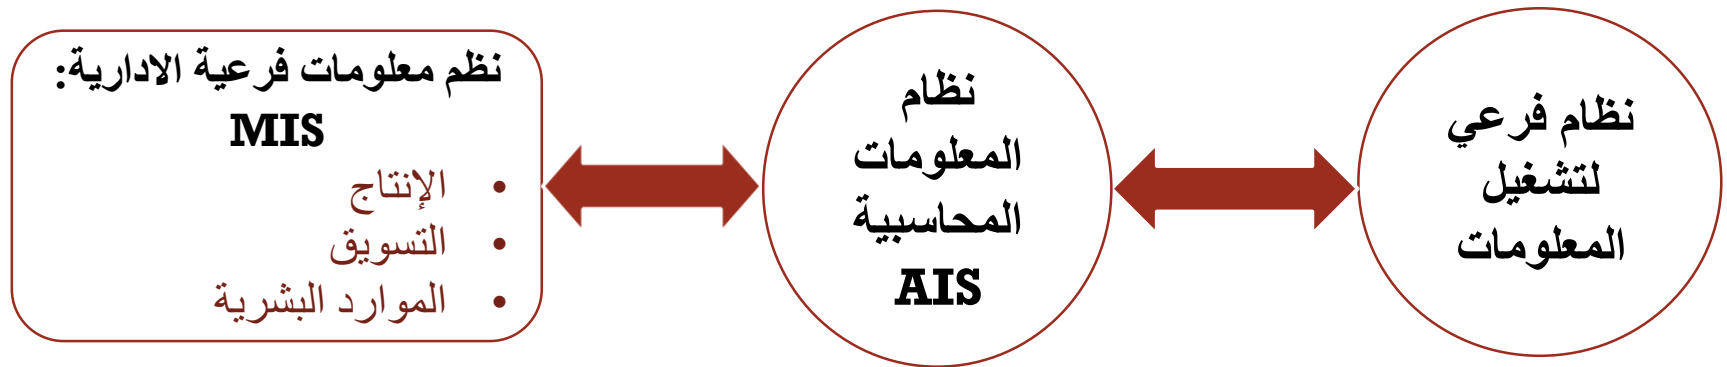 نظام فرعي
لتشغيل
المعلومات
نظام
المعلومات
المحاسبية
AIS
نظم معلومات فرعية الادارية:
MIS
• الإنتاج
• التسويق
• الموارد البشرية